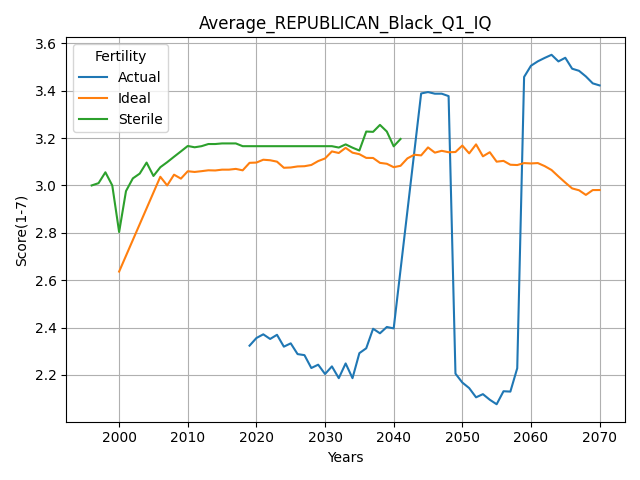 Average_REPUBLICAN_Black_Q1_IQ
Fertility
Actual
Ideal
Sterile
Score(1-7)
3.6
3.4
3.2
3.0
2.8
2.6
2.4
2.2
2000 2010 2020 2030 2040 2050 2060 2070
Years